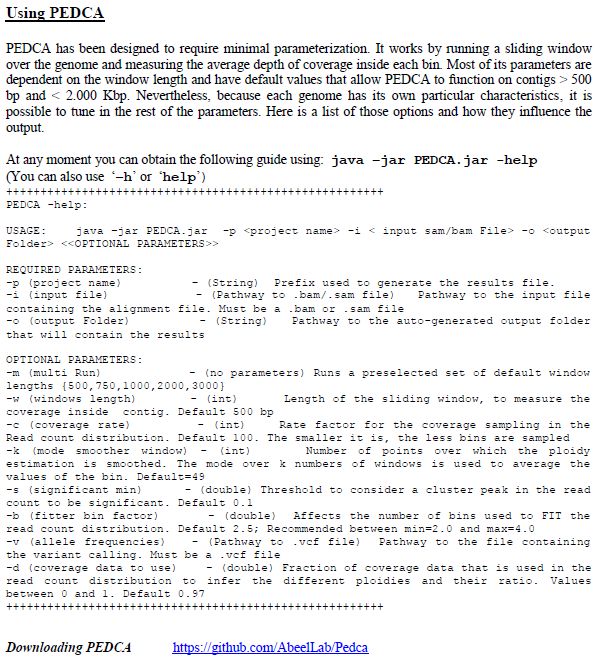 Using PEDCA
PEDCA has been designed to require minimal parameterization. It works by running a sliding window
over the genome and measuring the average depth of coverage inside each bin. Most of its parameters are
dependent on the window length and have default values that allow PEDCA to function on contigs > 500
bp and < 2.000 Kbp. Nevertheless, because each genome has its own particular characteristics, it is
possible to tune in the rest of the parameters. Here is a list of those options and how they influence the
output.
At any moment you can obtain the following guide using: java –jar PEDCA.jar -help
(You can also use ‘–h’ or ‘help’)
+++++++++++++++++++++++++++++++++++++++++++++++++++++++
PEDCA -help:
USAGE: java -jar PEDCA.jar -p <project name> -i < input sam/bam File> -o <output
Folder> <<OPTIONAL PARAMETERS>>
REQUIRED PARAMETERS:
-p (project name) - (String) Prefix used to generate the results file.
-i (input file) - (Pathway to .bam/.sam file) Pathway to the input file
containing the alignment file. Must be a .bam or .sam file
-o (output Folder) - (String) Pathway to the auto-generated output folder
that will contain the results
OPTIONAL PARAMETERS:
-m (multi Run) - (no parameters) Runs a preselected set of default window
lengths {500,750,1000,2000,3000}
-w (windows length) - (int) Length of the sliding window, to measure the
coverage inside contig. Default 500 bp
-c (coverage rate) - (int) Rate factor for the coverage sampling in the
Read count distribution. Default 100. The smaller it is, the less bins are sampled
-k (mode smoother window) - (int) Number of points over which the ploidy
estimation is smoothed. The mode over k numbers of windows is used to average the
values of the bin. Default=49
-s (significant min) - (double) Threshold to consider a cluster peak in the read
count to be significant. Default 0.1
-b (fitter bin factor) - (double) Affects the number of bins used to FIT the
read count distribution. Default 2.5; Recommended between min=2.0 and max=4.0
-v (allele frequencies) - (Pathway to .vcf file) Pathway to the file containing
the variant calling. Must be a .vcf file
-d (coverage data to use) - (double) Fraction of coverage data that is used in the
read count distribution to infer the different ploidies and their ratio. Values
between 0 and 1. Default 0.97
+++++++++++++++++++++++++++++++++++++++++++++++++++++++
Downloading PEDCA https://github.com/AbeelLab/Pedca